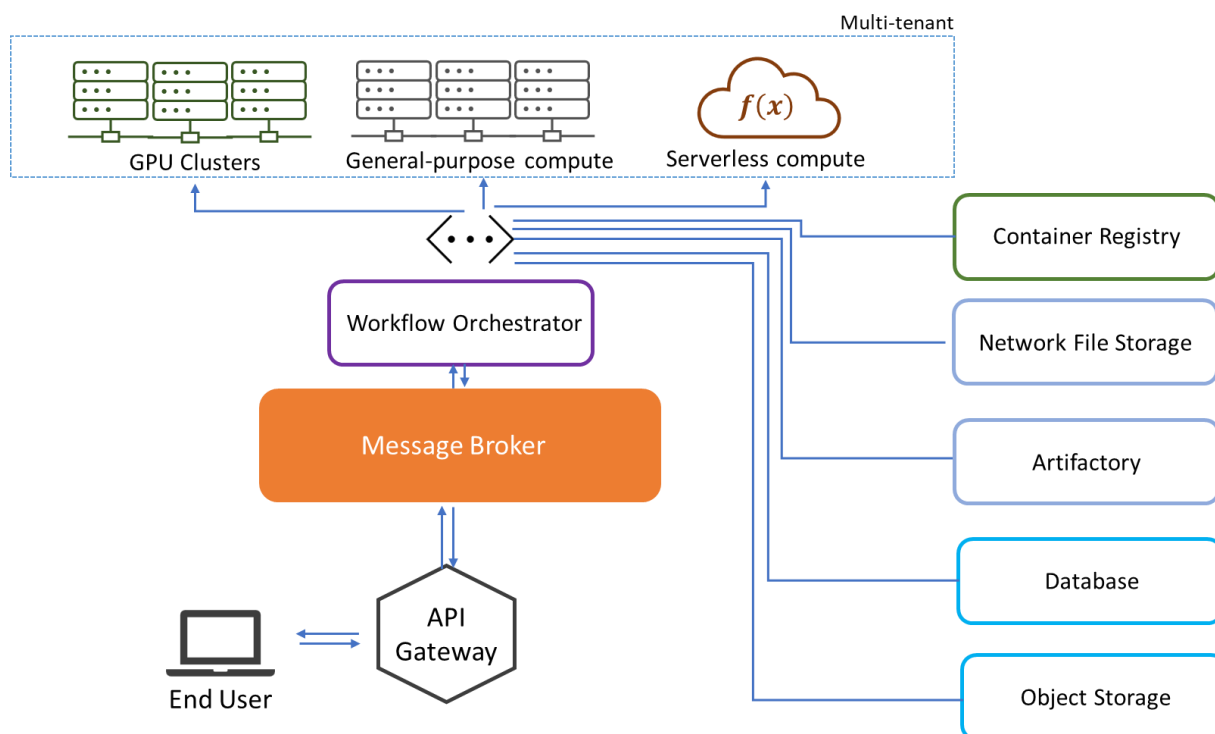 Multi-tenant
f(x)
GPU Clusters
General-purpose compute
Serverless compute
Container Registry
Workflow Orchestrator
Network File Storage
Message Broker
Artifactory
Database
API
Gateway
End User
Object Storage